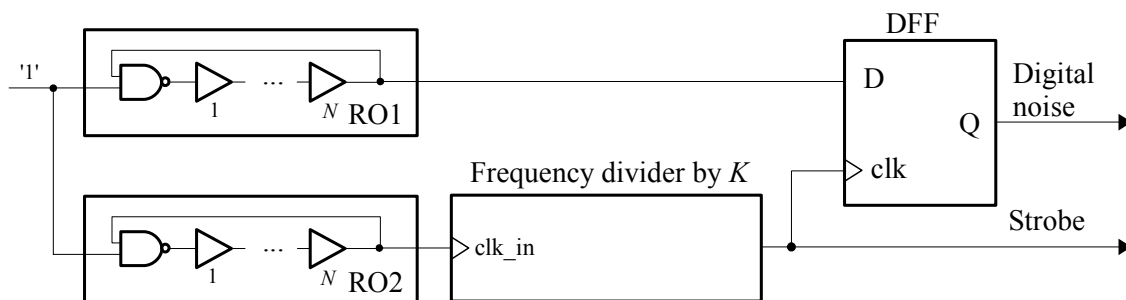 DFF
'1'
1
...
N
RO1
D
Q
clk
Digital
noise
Frequency divider by K
1
...
N
RO2
clk_in
Strobe